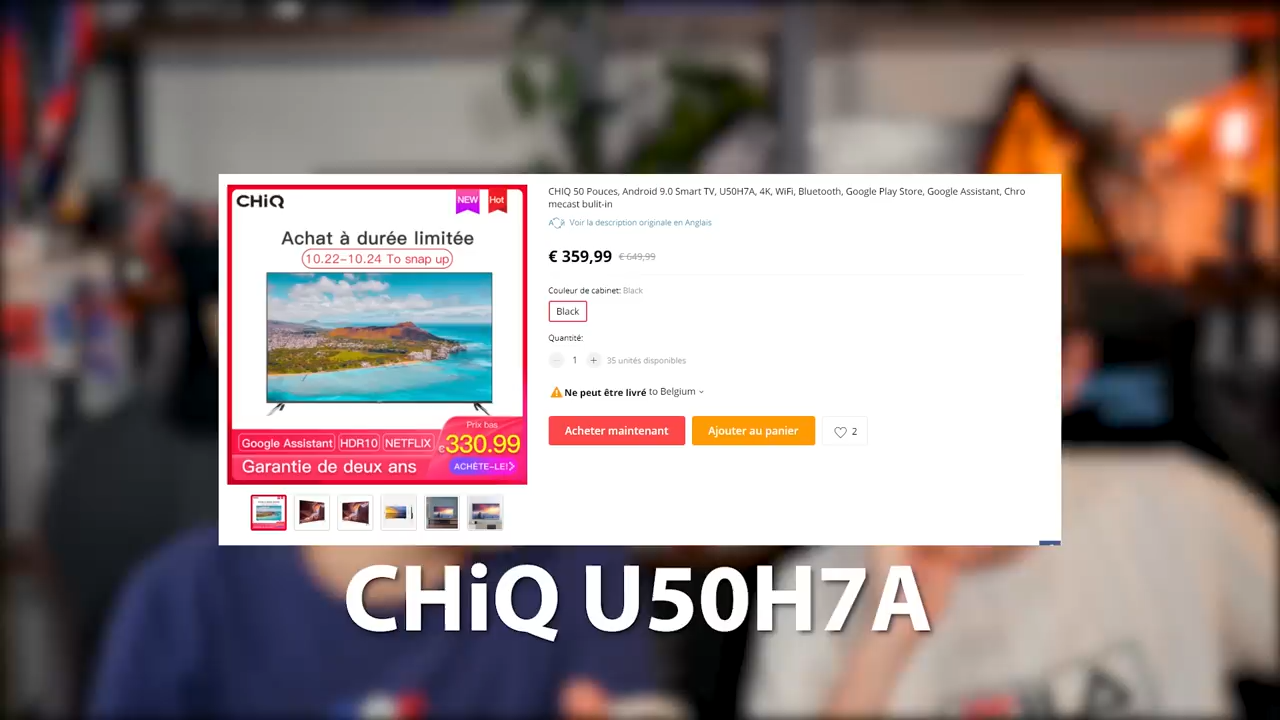 CHiQ
NEW
Hot
Achat à durée limitée
10.22~10.24 To snap up
Google Assistant
HDR10
NETFLIX
Prix bas
€330.99
Garantie de deux ans
ACHÈTE-LE!
CHIQ 50 Pouces, Android 9.0 Smart TV, U50H7A, 4K, WiFi, Bluetooth, Google Play Store, Google Assistant, Chro
mecast bulit-in
Voir la description originale en Anglais
€ 359,99 € 649,99
Couleur de cabinet: Black
Black
Quantité:
1 + 35 unités disponibles
Ne peut être livré to Belgium
Acheter maintenant
Ajouter au panier
2
CHiQ U50H7A